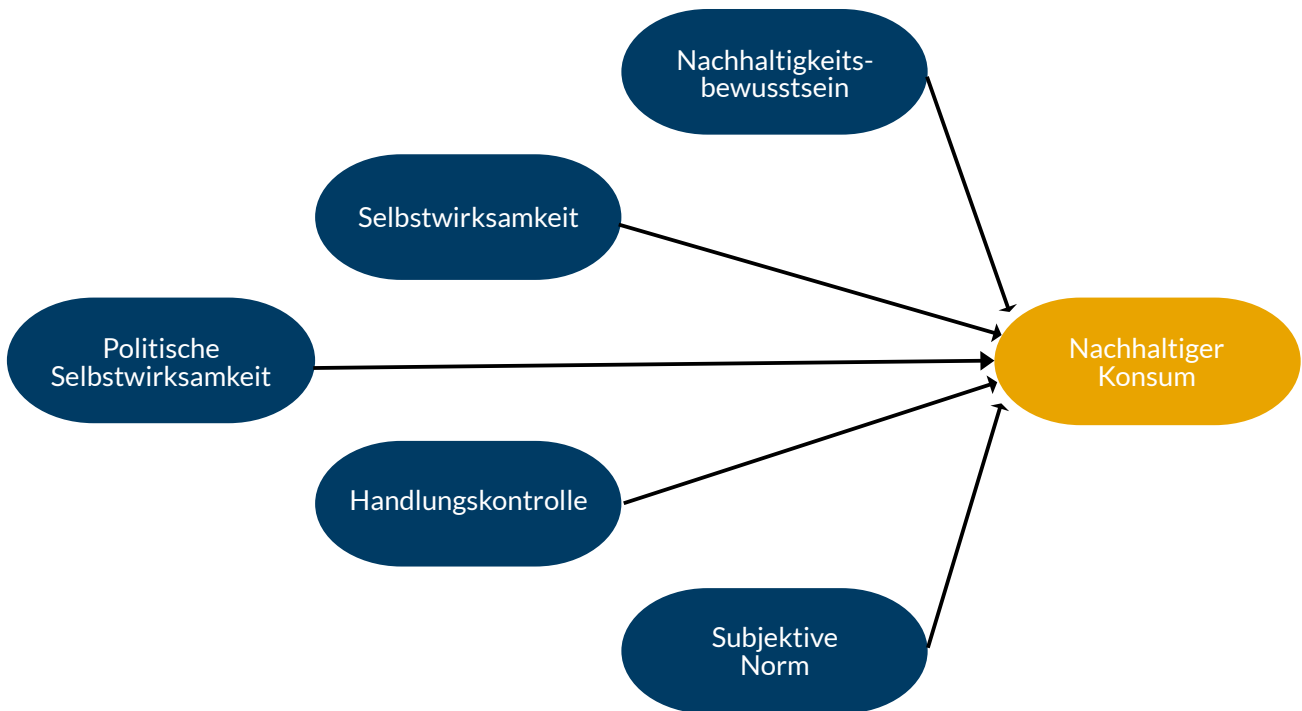 Nachhaltigkeits-
bewusstsein
Selbstwirksamkeit
Politische
Selbstwirksamkeit
Nachhaltiger
Konsum
Handlungskontrolle
Subjektive
Norm